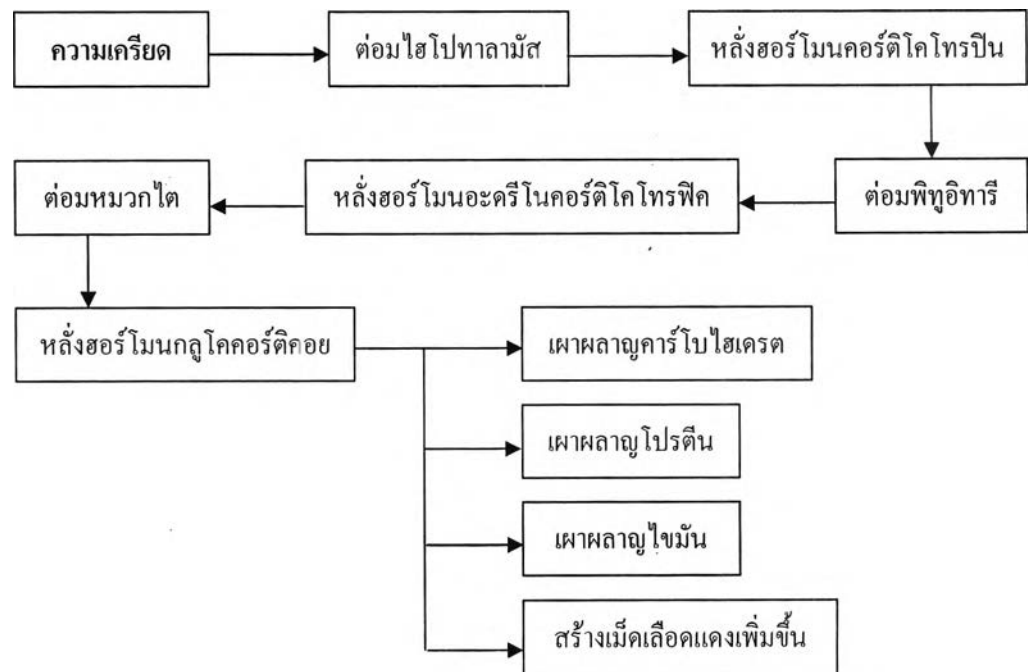 ความเครียด
ต่อมไฮโปทาลามัส
หลั่งฮอร์โมนคอร์ติโคโทรปิน
ต่อมพิทูอิทารี
หลั่งฮอร์โมนอะดรีโนคอร์ติโคโทรฟิค
ต่อมหมวกไต
หลั่งฮอร์โมนกลูโคคอร์ติคอย
เผาผลาญคาร์โบไฮเดรต
เผาผลาญโปรตีน
เผาผลาญไขมัน
สร้างเม็ดเลือดแดงเพิ่มขึ้น